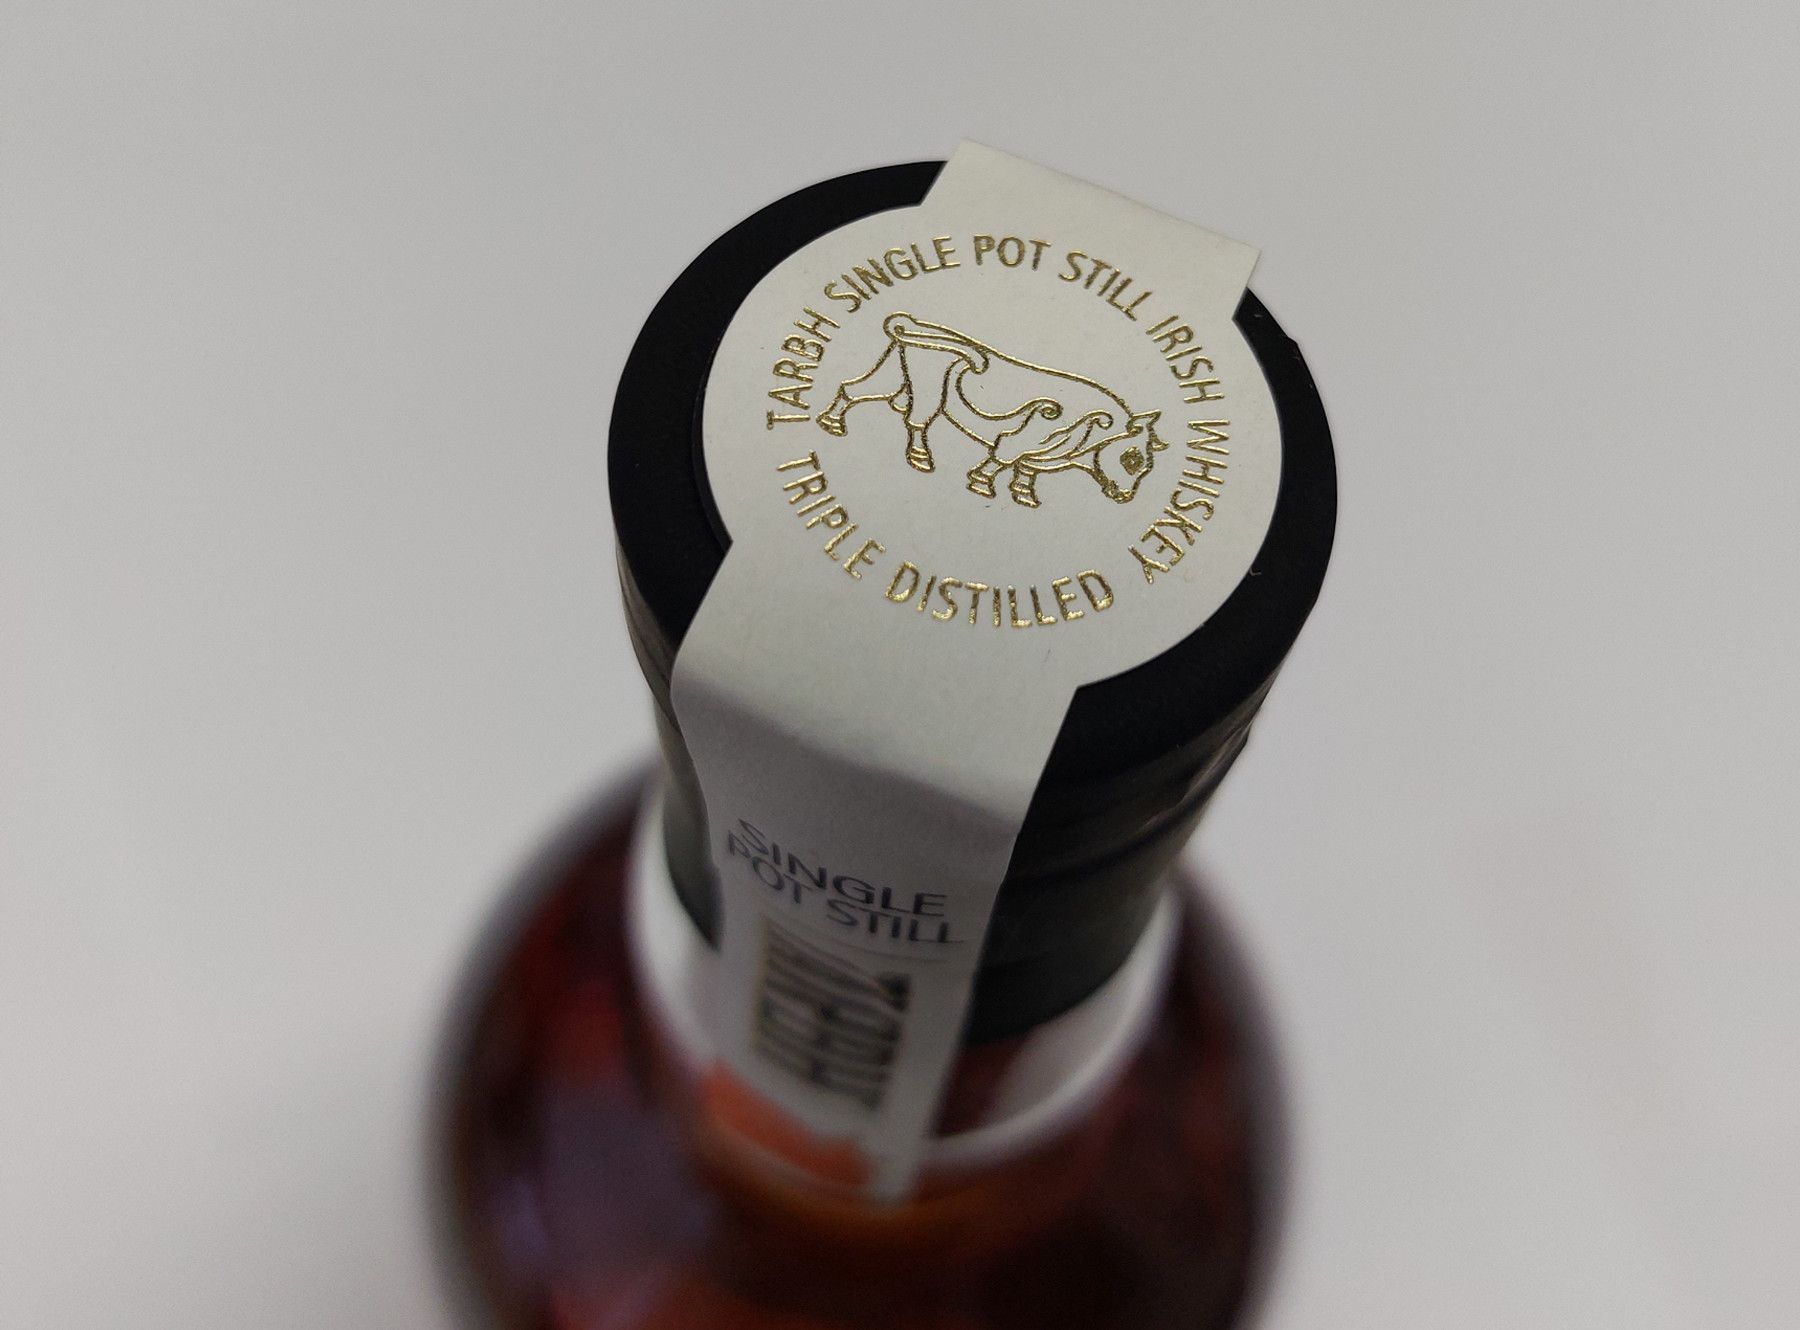 TARBH SINGLE POT STILL IRISH WHISKEY
TRIPLE DISTILLED
SINGLE
POT STILL